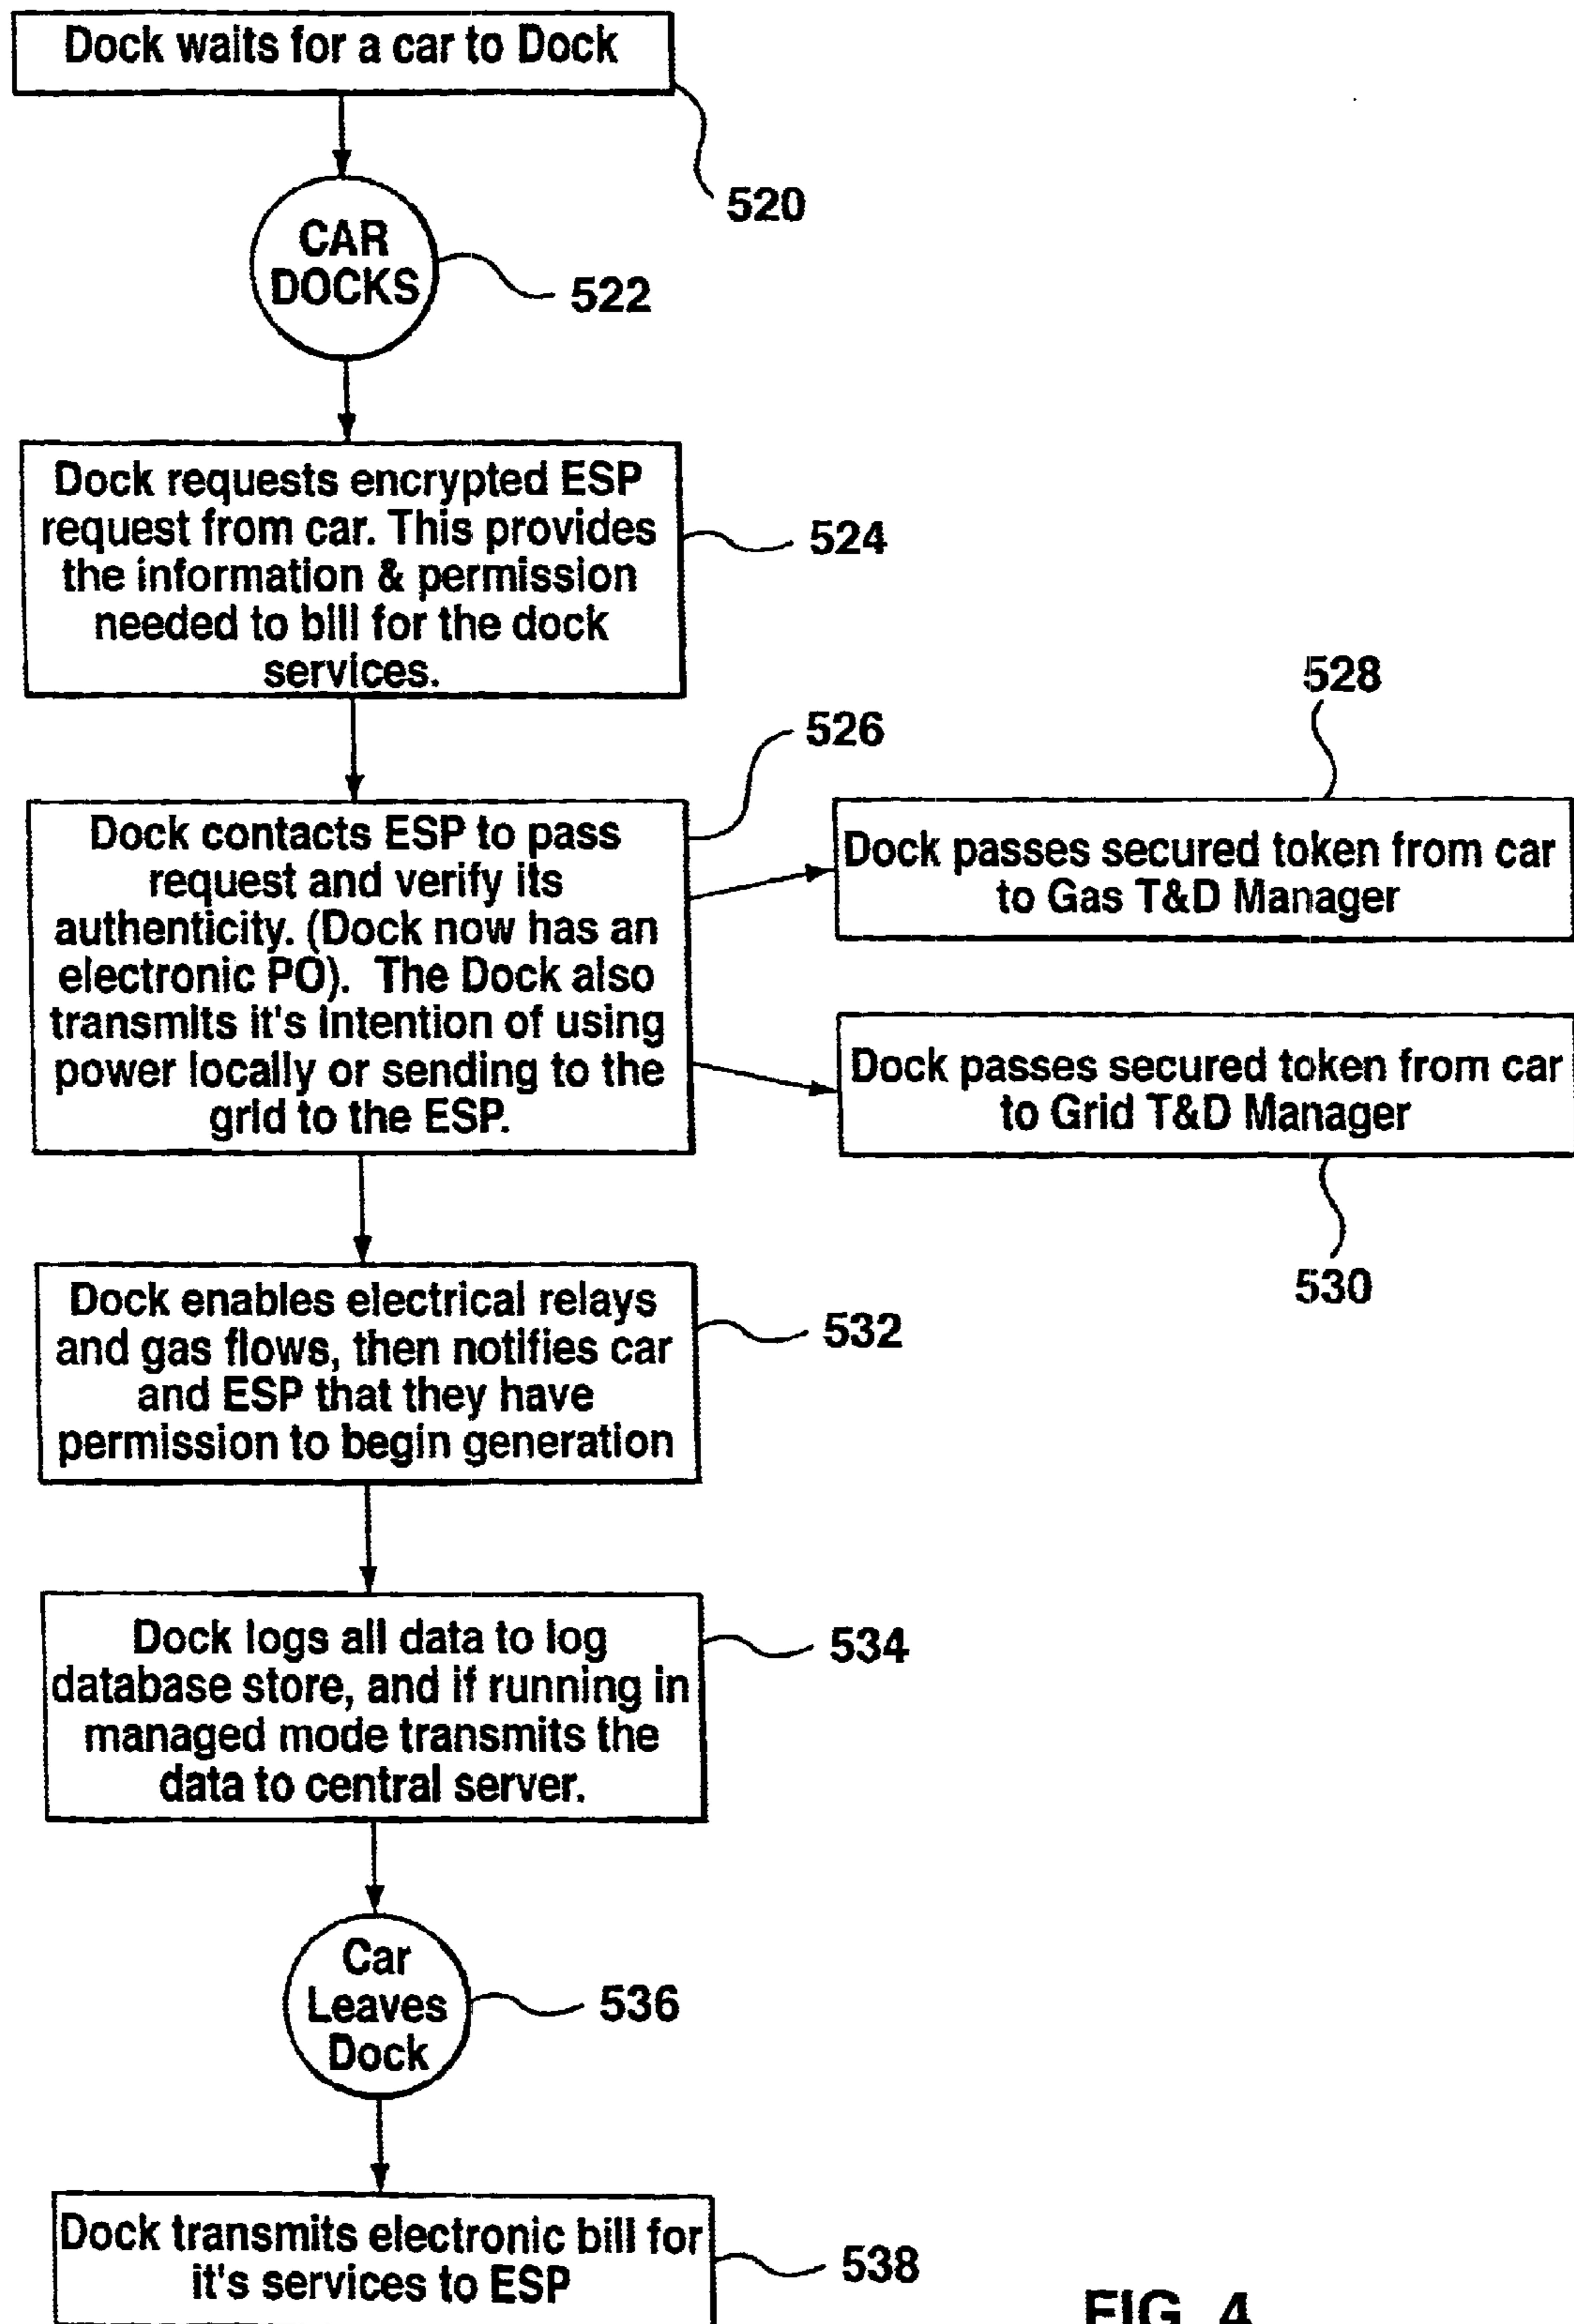 Dock waits for a car to Dock
520
CAR
DOCKS
522
Dock requests encrypted ESP
request from car. This provides
the information & permission
needed to bill for the dock
services.
524
526
Dock contacts ESP to pass
request and verify its
authenticity. (Dock now has an
electronic PO).  The Dock also
transmits it's intention of using
power locally or sending to the
grid to the ESP.
528
Dock passes secured token from car
to Gas T&D Manager
Dock passes secured token from car
to Grid T&D Manager
530
Dock enables electrical relays
and gas flows, then notifies car
and ESP that they have
permission to begin generation
532
Dock logs all data to log
database store, and if running in
managed mode transmits the
data to central server.
534
Car
Leaves
Dock
536
Dock transmits electronic bill for
it's services to ESP
538
FIG. 4